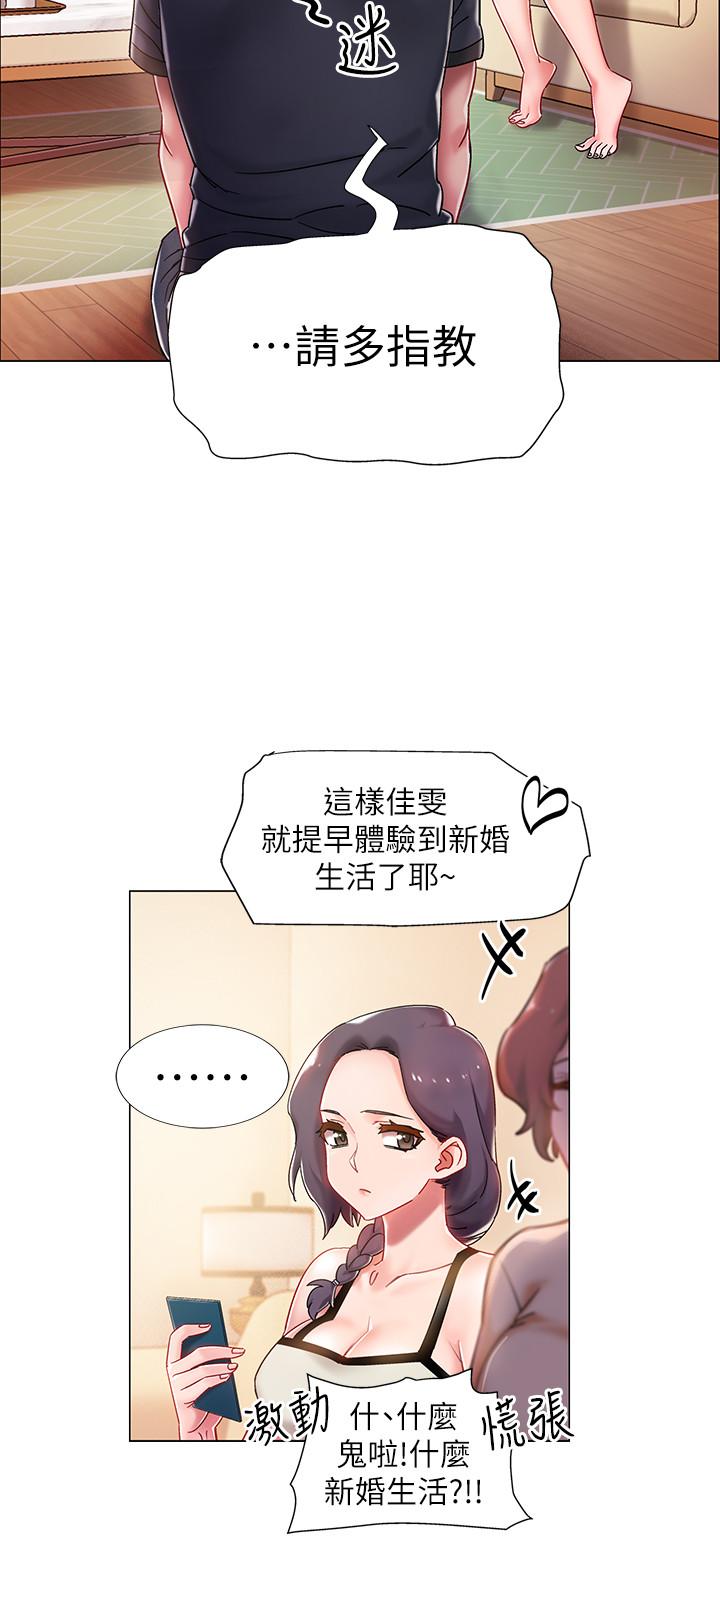 迷
…請多指教
這樣佳雯
就提早體驗到新婚
生活了耶~
……
激動
什、什麼
鬼啦!什麼
新婚生活?!!
慌張